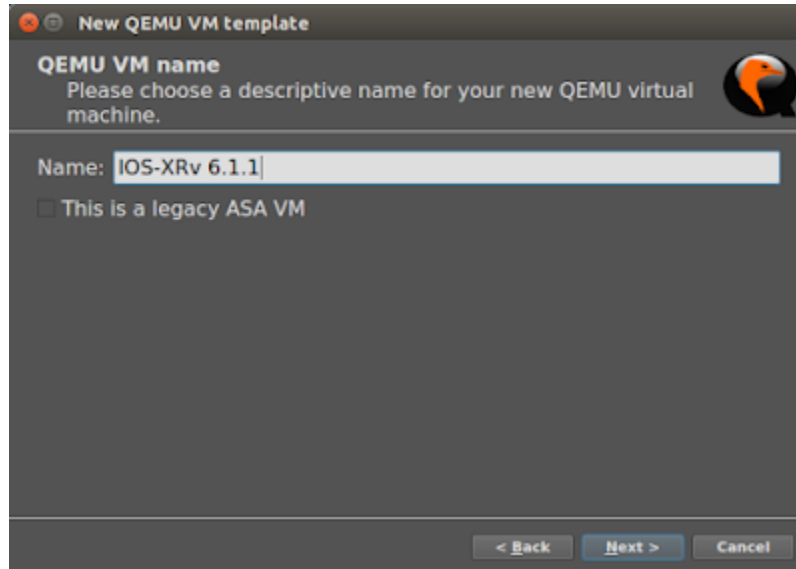 New QEMU VM template
QEMU VM name
Please choose a descriptive name for your new QEMU virtual
machine.
Name: IOS-XRv 6.1.1
This is a legacy ASA VM
< Back Next > Cancel